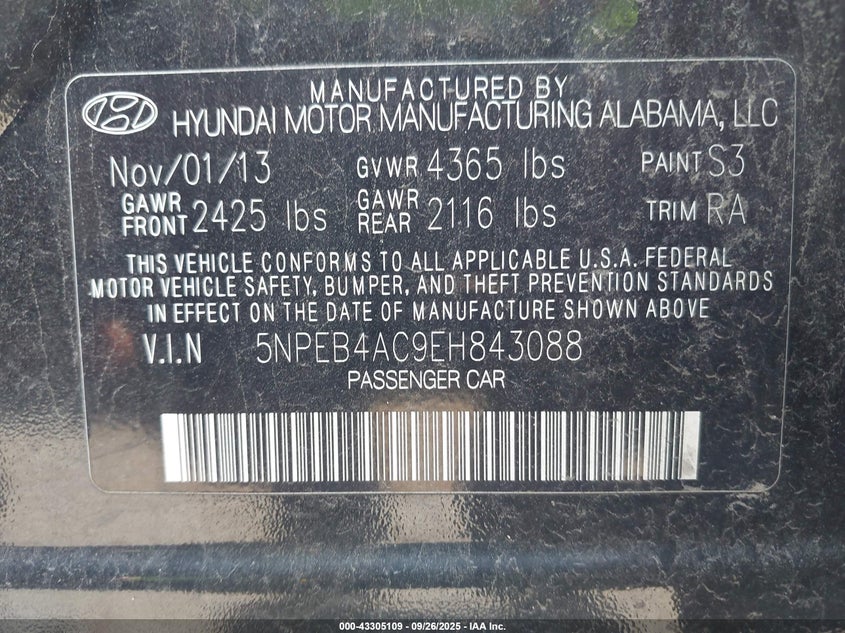 MANUFACTURED BY
HYUNDAI MOTOR MANUFACTURING ALABAMA, LLC
Nov/01/13 GVWR 4365 lbs PAINT S3
GAWR FRONT 2425 lbs GAWR REAR 2116 lbs TRIM RA
THIS VEHICLE CONFORMS TO ALL APPLICABLE U.S.A. FEDERAL
MOTOR VEHICLE SAFETY, BUMPER, AND THEFT PREVENTION STANDARDS
IN EFFECT ON THE DATE OF MANUFACTURE SHOWN ABOVE
V.I.N 5NPEB4AC9EH843088
PASSENGER CAR
000-43305109 - 09/26/2025 - IAA Inc.